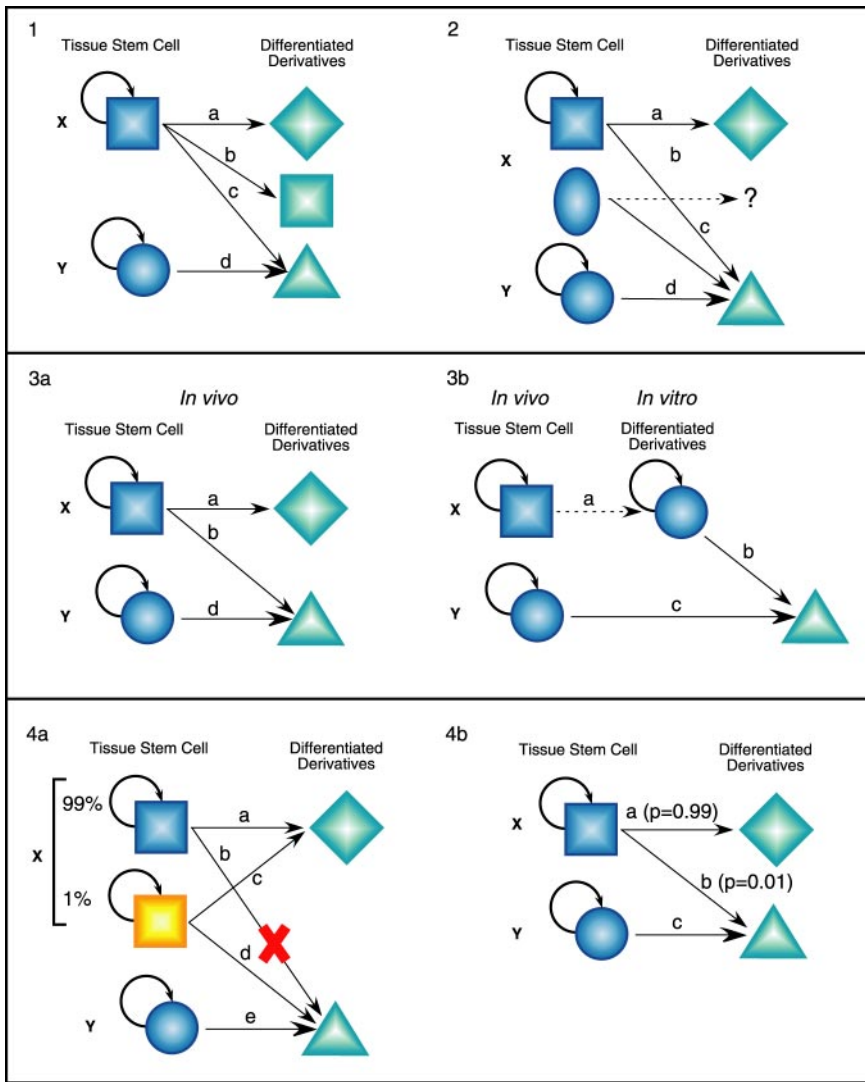 1
Tissue Stem Cell
Differentiated
Derivatives
X
a
b
c
Y
d
2
Tissue Stem Cell
Differentiated
Derivatives
a
b
X
?
c
Y
d
3a
In vivo
Tissue Stem Cell
Differentiated
Derivatives
X
a
b
Y
d
3b
In vivo
In vitro
Tissue Stem Cell
Differentiated
Derivatives
X
a
b
Y
c
4a
Tissue Stem Cell
Differentiated
Derivatives
99%
a
b
X
c
1%
d
Y
e
4b
Tissue Stem Cell
Differentiated
Derivatives
X
a (p=0.99)
b (p=0.01)
Y
c